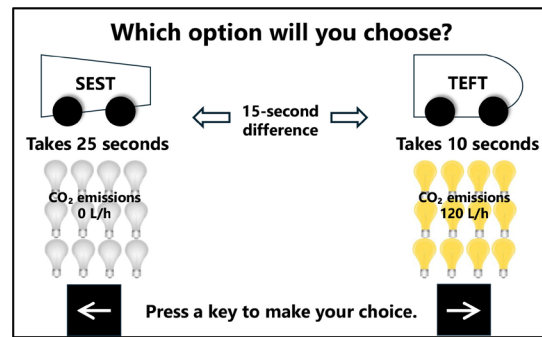 Which option will you choose?
SEST
TEFT
15-second
difference
Takes 25 seconds
Takes 10 seconds
CO₂ emissions
0 L/h
CO₂ emissions
120 L/h
Press a key to make your choice.